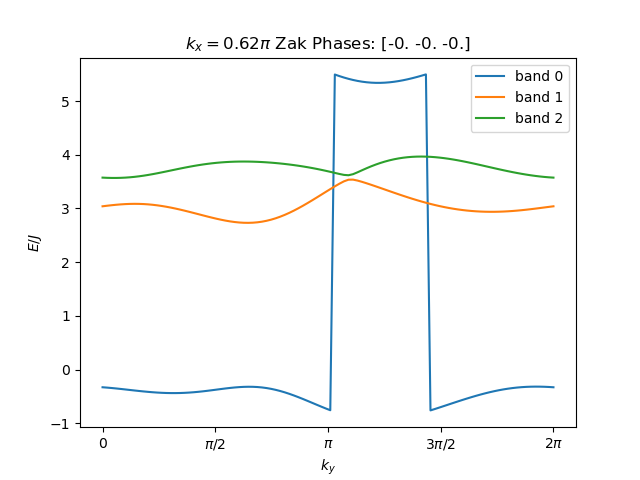 k_x = 0.62π Zak Phases: [-0. -0. -0.]
band 0
band 1
band 2
E/J
5
4
3
2
1
0
−1
0
π/2
π
3π/2
2π
k_y